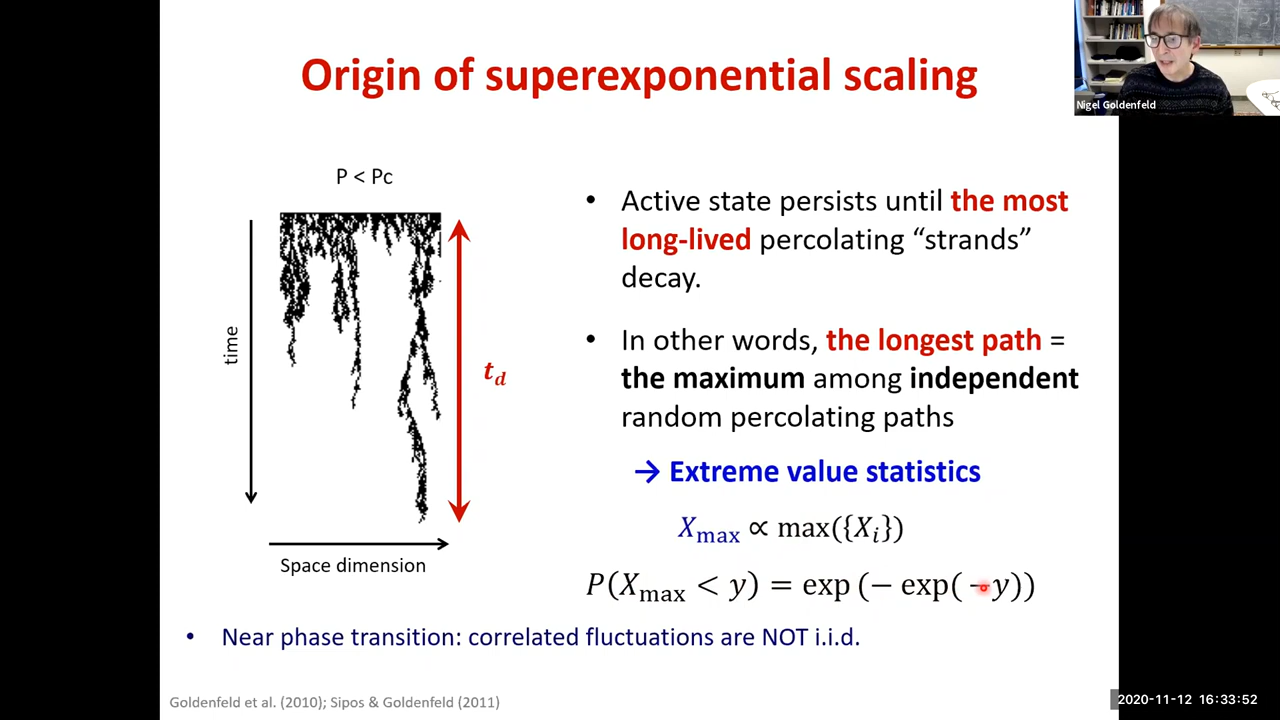 Origin of superexponential scaling
Nigel Goldenfeld
P < Pc
time
t_d
Space dimension
• Active state persists until the most
long-lived percolating “strands”
decay.
• In other words, the longest path =
the maximum among independent
random percolating paths
→ Extreme value statistics
X_max ∝ max({X_i})
P(X_max < y) = exp (− exp( −y))
• Near phase transition: correlated fluctuations are NOT i.i.d.
Goldenfeld et al. (2010); Sipos & Goldenfeld (2011)
2020-11-12 16:33:52